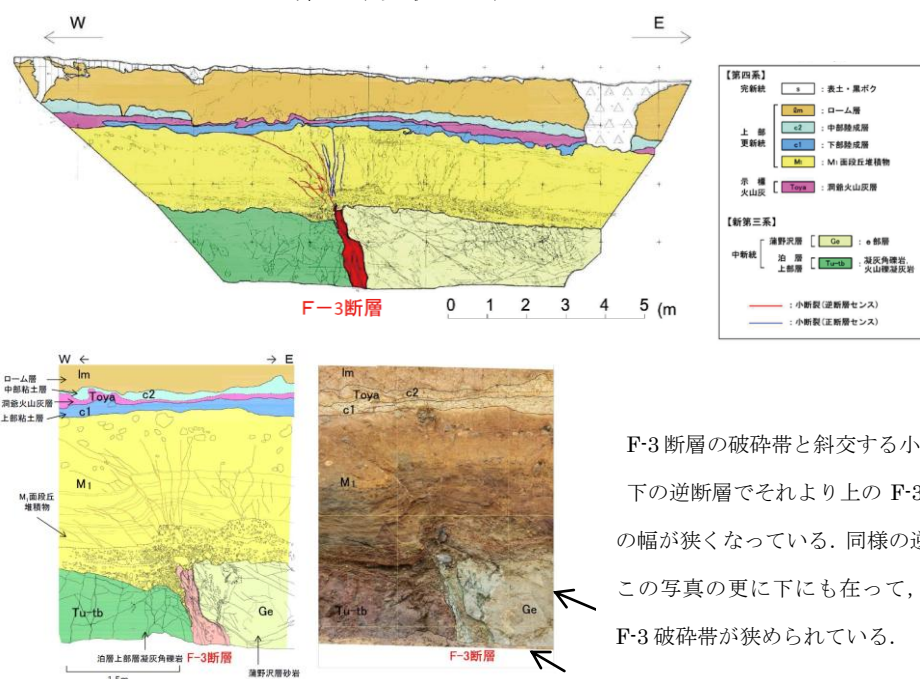 W
E
【第四系】
完新統
s
：表土・黒ボク
上部
更新統
lm
：ローム層
c2
：中部陸成層
c1
：下部陸成層
M₁
：M₁面段丘堆積物
示標
火山灰
Toya
：洞爺火山灰層
【新第三系】
中新統
蒲野沢層
Ge
：e部層
泊層
上部層
Tu-tb
：凝灰角礫岩，
火山礫凝灰岩
：小断裂(逆断層センス)
：小断裂(正断層センス)
F－3断層
0 1 2 3 4 5 (m
W ← → E
ローム層
中部粘土層
洞爺火山灰層
上部粘土層
lm
Toya
c2
c1
M₁
M₁面段丘
堆積物
Tu-tb
Ge
泊層上部層凝灰角礫岩
F-3断層
蒲野沢層砂岩
lm
Toya
c2
c1
M₁
Tu-tb
Ge
F-3断層
F-3 断層の破砕帯と斜交する小
下の逆断層でそれより上の F-3
の幅が狭くなっている．同様の
この写真の更に下にも在って，
F-3 破砕帯が狭められている．